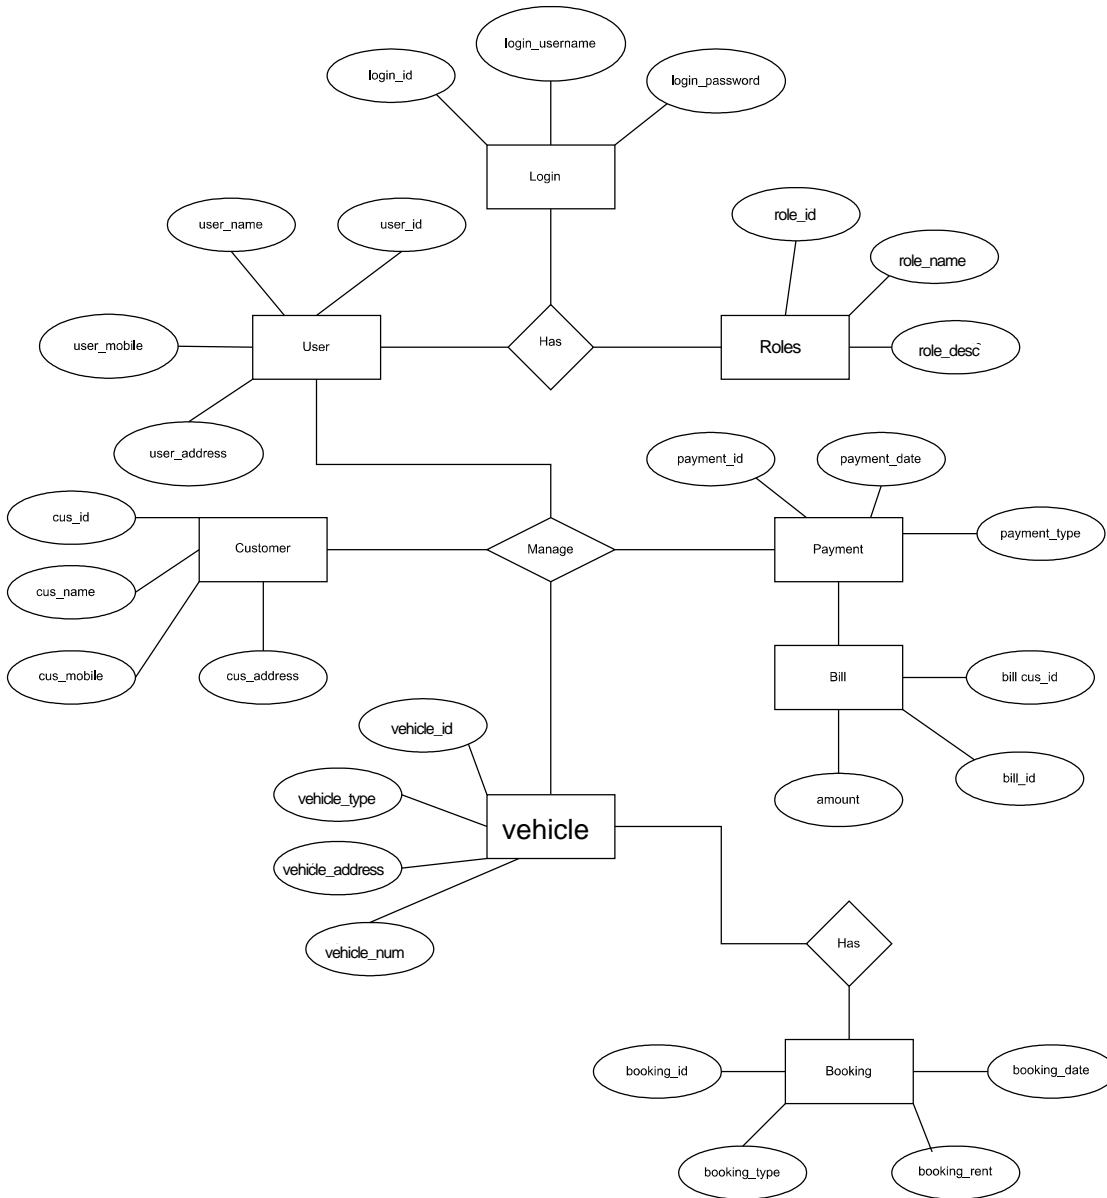 login_username
login_id
login_password
Login
role_id
user_name
user_id
role_name
Has
user_mobile
User
Roles
role_desc
user_address
payment_id
payment_date
cus_id
Customer
Manage
Payment
payment_type
cus_name
cus_mobile
cus_address
Bill
bill cus_id
vehicle_id
bill_id
vehicle_type
amount
vehicle
vehicle_address
vehicle_num
Has
booking_id
Booking
booking_date
booking_type
booking_rent